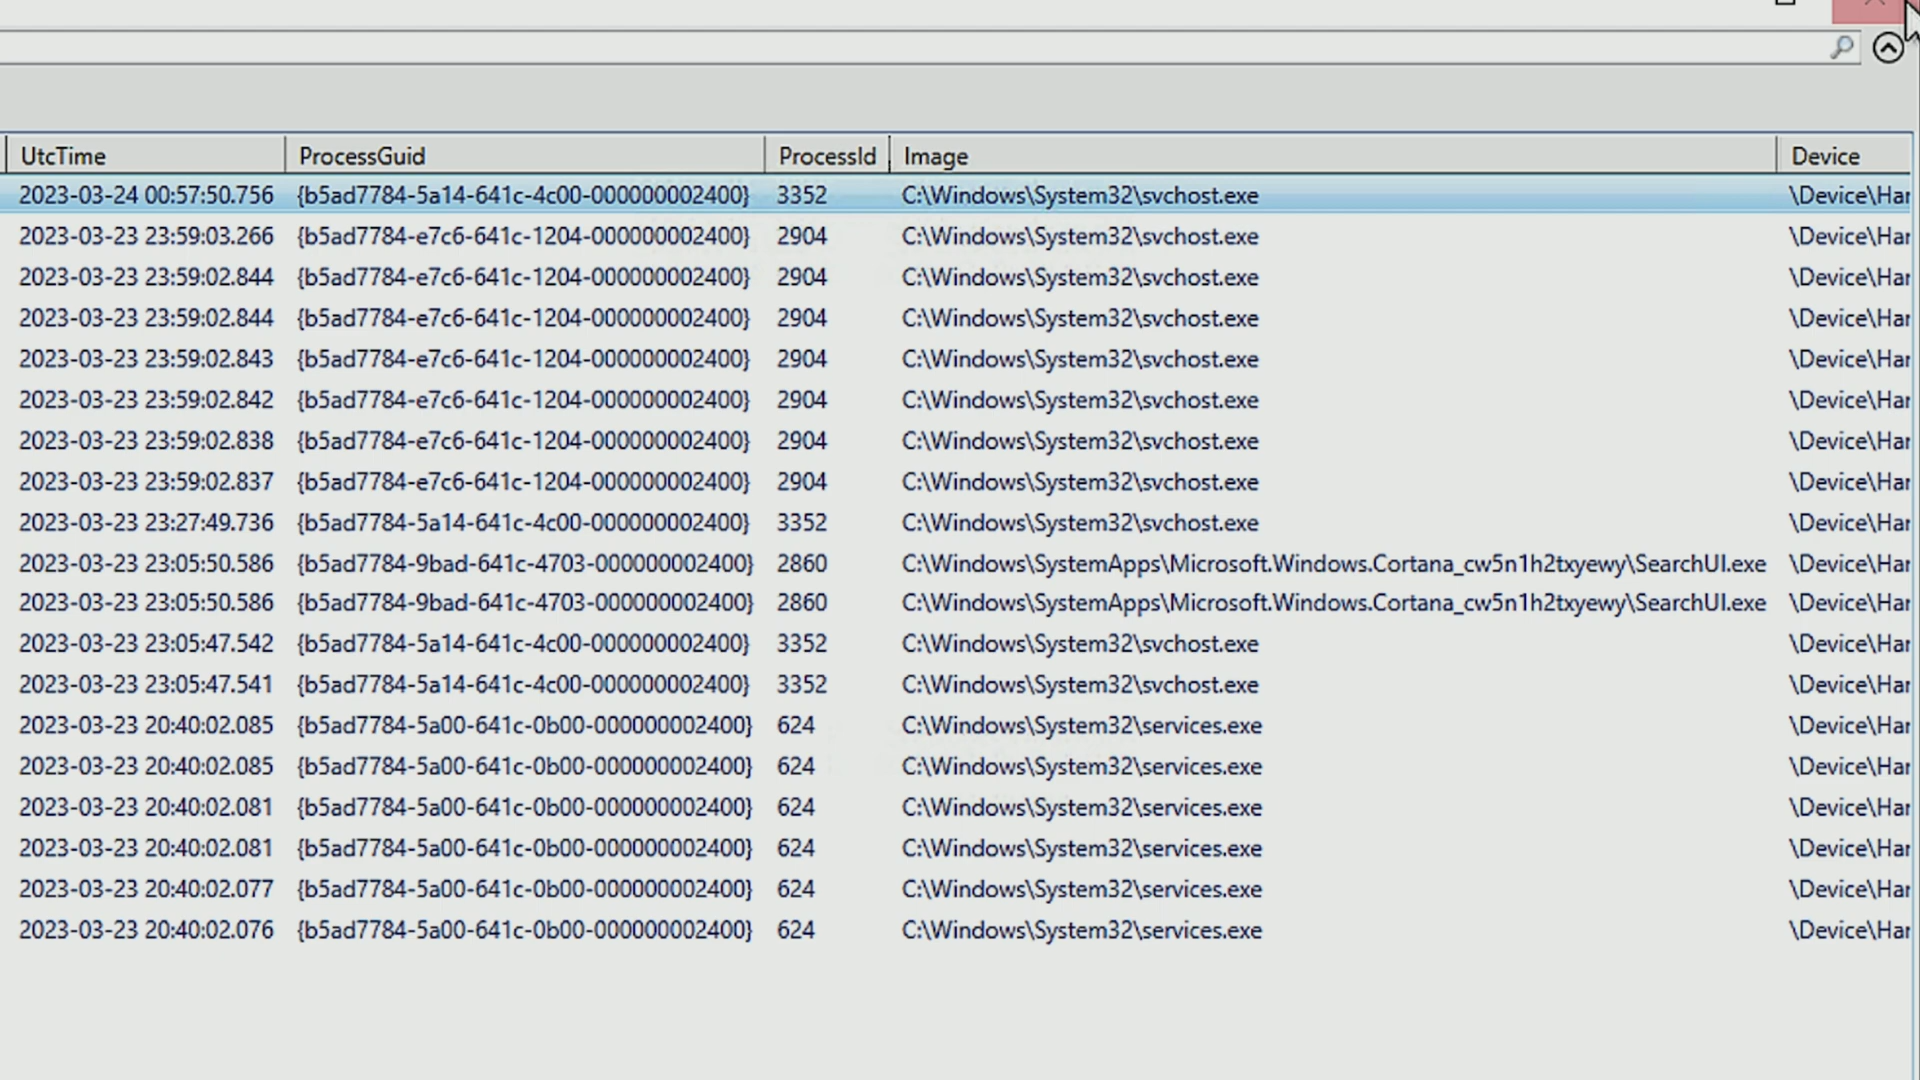 UtcTime ProcessGuid ProcessId Image Device
2023-03-24 00:57:50.756 {b5ad7784-5a14-641c-4c00-000000002400} 3352 C:\Windows\System32\svchost.exe \Device\Har
2023-03-23 23:59:03.266 {b5ad7784-e7c6-641c-1204-000000002400} 2904 C:\Windows\System32\svchost.exe \Device\Har
2023-03-23 23:59:02.844 {b5ad7784-e7c6-641c-1204-000000002400} 2904 C:\Windows\System32\svchost.exe \Device\Har
2023-03-23 23:59:02.844 {b5ad7784-e7c6-641c-1204-000000002400} 2904 C:\Windows\System32\svchost.exe \Device\Har
2023-03-23 23:59:02.843 {b5ad7784-e7c6-641c-1204-000000002400} 2904 C:\Windows\System32\svchost.exe \Device\Har
2023-03-23 23:59:02.842 {b5ad7784-e7c6-641c-1204-000000002400} 2904 C:\Windows\System32\svchost.exe \Device\Har
2023-03-23 23:59:02.838 {b5ad7784-e7c6-641c-1204-000000002400} 2904 C:\Windows\System32\svchost.exe \Device\Har
2023-03-23 23:59:02.837 {b5ad7784-e7c6-641c-1204-000000002400} 2904 C:\Windows\System32\svchost.exe \Device\Har
2023-03-23 23:27:49.736 {b5ad7784-5a14-641c-4c00-000000002400} 3352 C:\Windows\System32\svchost.exe \Device\Har
2023-03-23 23:05:50.586 {b5ad7784-9bad-641c-4703-000000002400} 2860 C:\Windows\SystemApps\Microsoft.Windows.Cortana_cw5n1h2txyewy\SearchUI.exe \Device\Har
2023-03-23 23:05:50.586 {b5ad7784-9bad-641c-4703-000000002400} 2860 C:\Windows\SystemApps\Microsoft.Windows.Cortana_cw5n1h2txyewy\SearchUI.exe \Device\Har
2023-03-23 23:05:47.542 {b5ad7784-5a14-641c-4c00-000000002400} 3352 C:\Windows\System32\svchost.exe \Device\Har
2023-03-23 23:05:47.541 {b5ad7784-5a14-641c-4c00-000000002400} 3352 C:\Windows\System32\svchost.exe \Device\Har
2023-03-23 20:40:02.085 {b5ad7784-5a00-641c-0b00-000000002400} 624 C:\Windows\System32\services.exe \Device\Har
2023-03-23 20:40:02.085 {b5ad7784-5a00-641c-0b00-000000002400} 624 C:\Windows\System32\services.exe \Device\Har
2023-03-23 20:40:02.081 {b5ad7784-5a00-641c-0b00-000000002400} 624 C:\Windows\System32\services.exe \Device\Har
2023-03-23 20:40:02.081 {b5ad7784-5a00-641c-0b00-000000002400} 624 C:\Windows\System32\services.exe \Device\Har
2023-03-23 20:40:02.077 {b5ad7784-5a00-641c-0b00-000000002400} 624 C:\Windows\System32\services.exe \Device\Har
2023-03-23 20:40:02.076 {b5ad7784-5a00-641c-0b00-000000002400} 624 C:\Windows\System32\services.exe \Device\Har